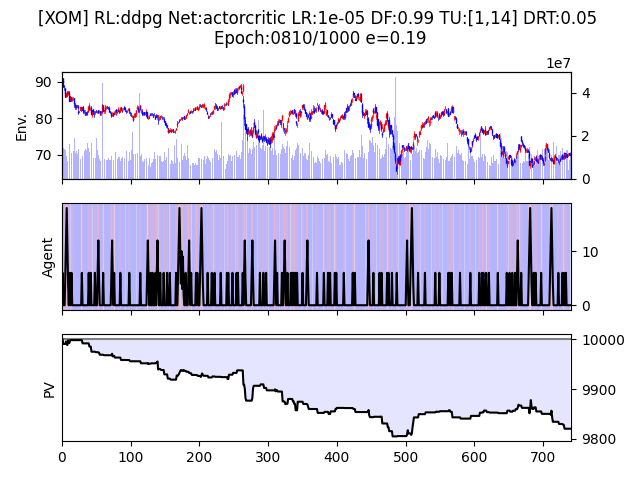 [XOM] RL:ddpg Net:actorcritic LR:1e-05 DF:0.99 TU:[1,14] DRT:0.05
Epoch:0810/1000 e=0.19
1e7
90
80
70
Env.
4
2
0
Agent
10
0
PV
10000
9900
9800
0 100 200 300 400 500 600 700